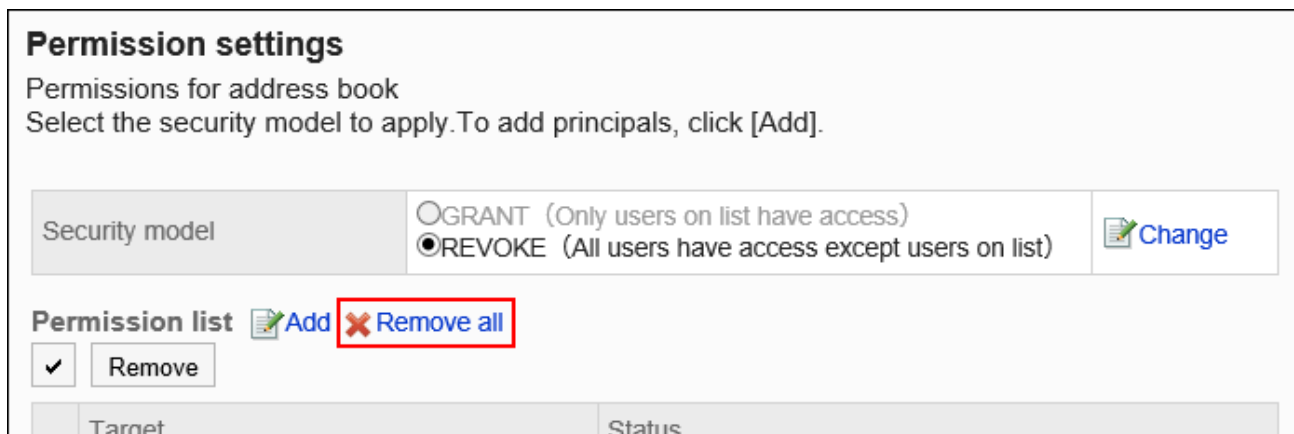 Permission settings
Permissions for address book
Select the security model to apply.To add principals, click [Add].
Security model
GRANT（Only users on list have access）
REVOKE（All users have access except users on list）
Change
Permission list Add Remove all
Remove
Target Status